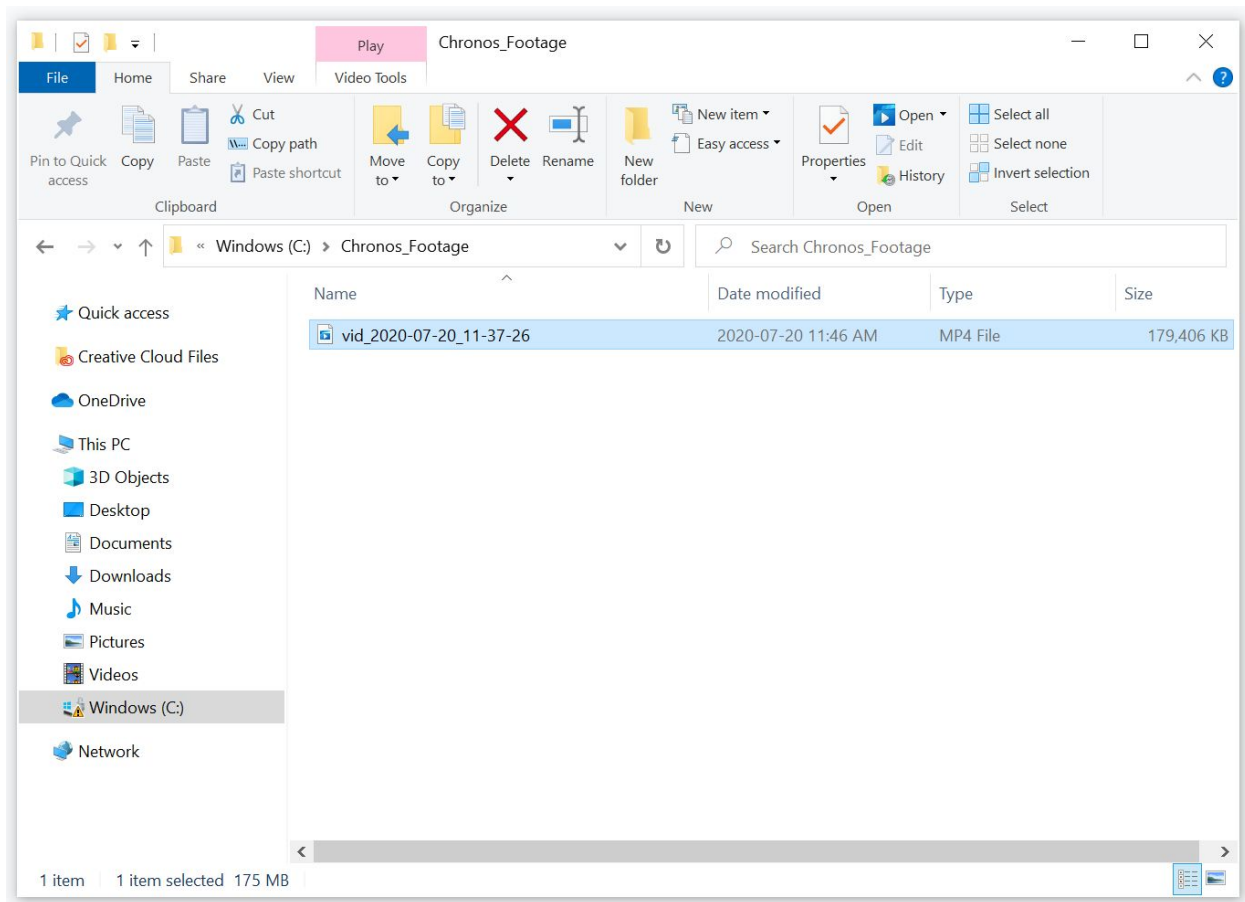 Play Chronos_Footage
File Home Share View Video Tools
Pin to Quick access
Copy
Paste
Cut
Copy path
Paste shortcut
Clipboard
Move to
Copy to
Delete
Rename
Organize
New folder
New item
Easy access
New
Properties
Open
Edit
History
Open
Select all
Select none
Invert selection
Select
« Windows (C:) > Chronos_Footage
Search Chronos_Footage
Name Date modified Type Size
vid_2020-07-20_11-37-26 2020-07-20 11:46 AM MP4 File 179,406 KB
Quick access
Creative Cloud Files
OneDrive
This PC
3D Objects
Desktop
Documents
Downloads
Music
Pictures
Videos
Windows (C:)
Network
1 item 1 item selected 175 MB